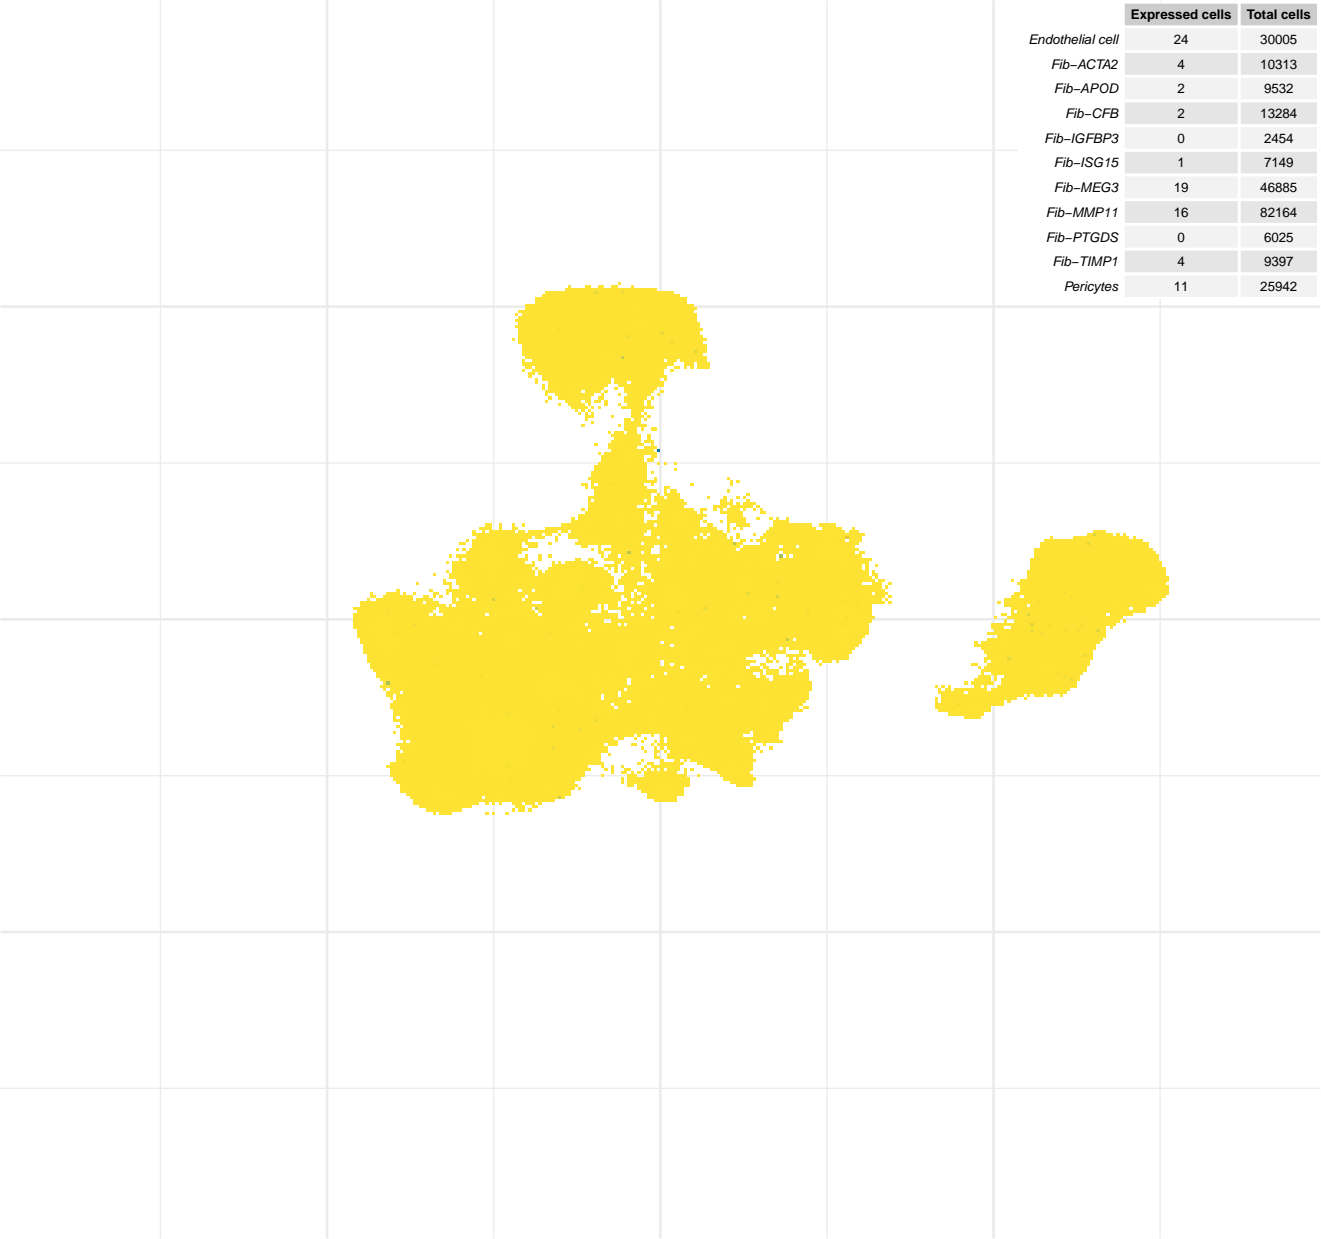 Expressed cells Total cells
Endothelial cell 24 30005
Fib−ACTA2 4 10313
Fib−APOD 2 9532
Fib−CFB 2 13284
Fib−IGFBP3 0 2454
Fib−ISG15 1 7149
Fib−MEG3 19 46885
Fib−MMP11 16 82164
Fib−PTGDS 0 6025
Fib−TIMP1 4 9397
Pericytes 11 25942